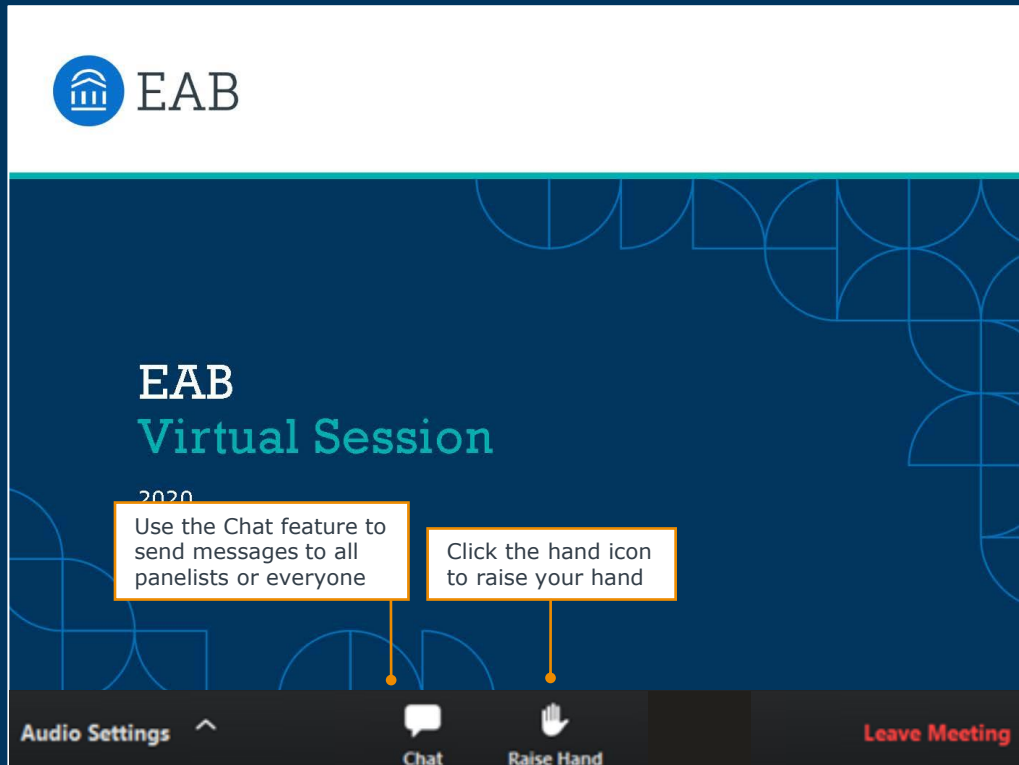 EAB
EAB
Virtual Session
2020
Use the Chat feature to
send messages to all
panelists or everyone
Click the hand icon
to raise your hand
Audio Settings
Chat
Raise Hand
Leave Meeting